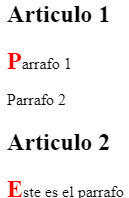 Articulo 1
Parrafo 1
Parrafo 2
Articulo 2
Este es el parrafo